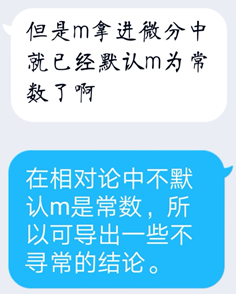 但是m拿进微分中
就已经默认m为常
数了啊
在相对论中不默
认m是常数，所
以可导出一些不
寻常的结论。